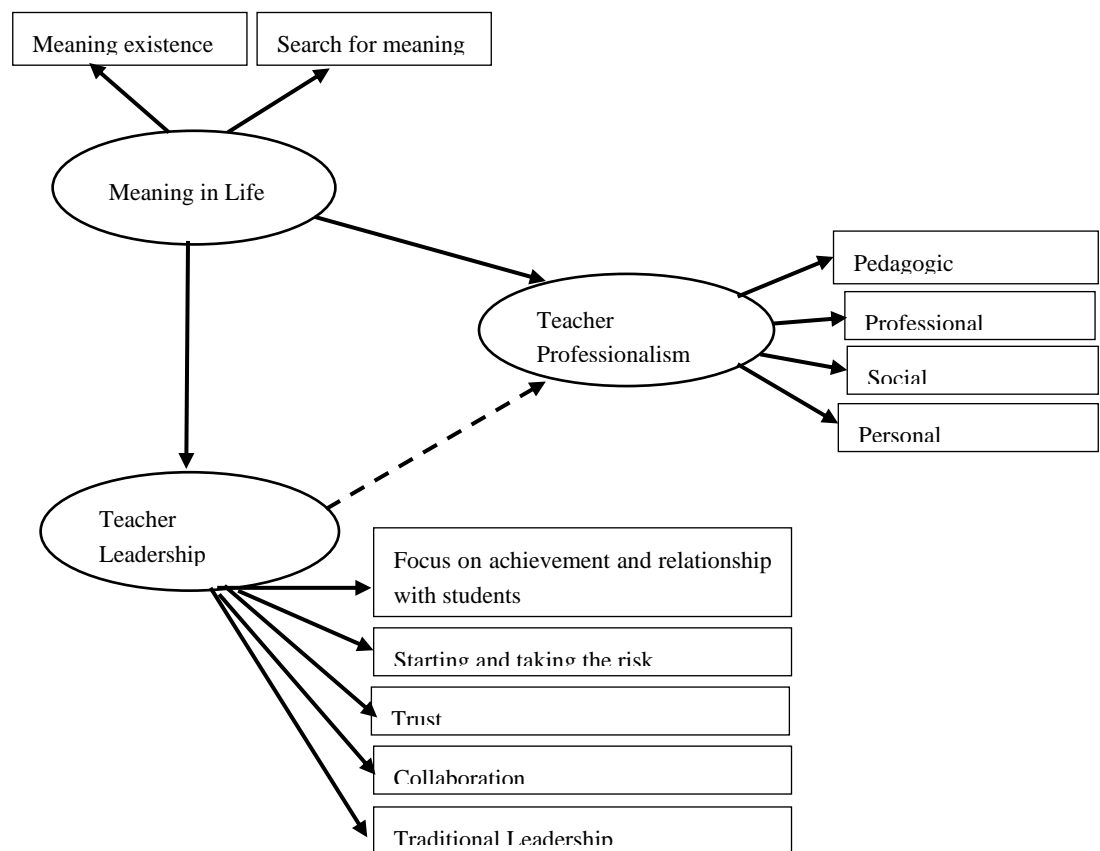 Meaning existence
Search for meaning
Meaning in Life
Pedagogic
Teacher
Professionalism
Professional
Social
Personal
Teacher
Leadership
Focus on achievement and relationship
with students
Starting and taking the risk
Trust
Collaboration
Traditional Leadership